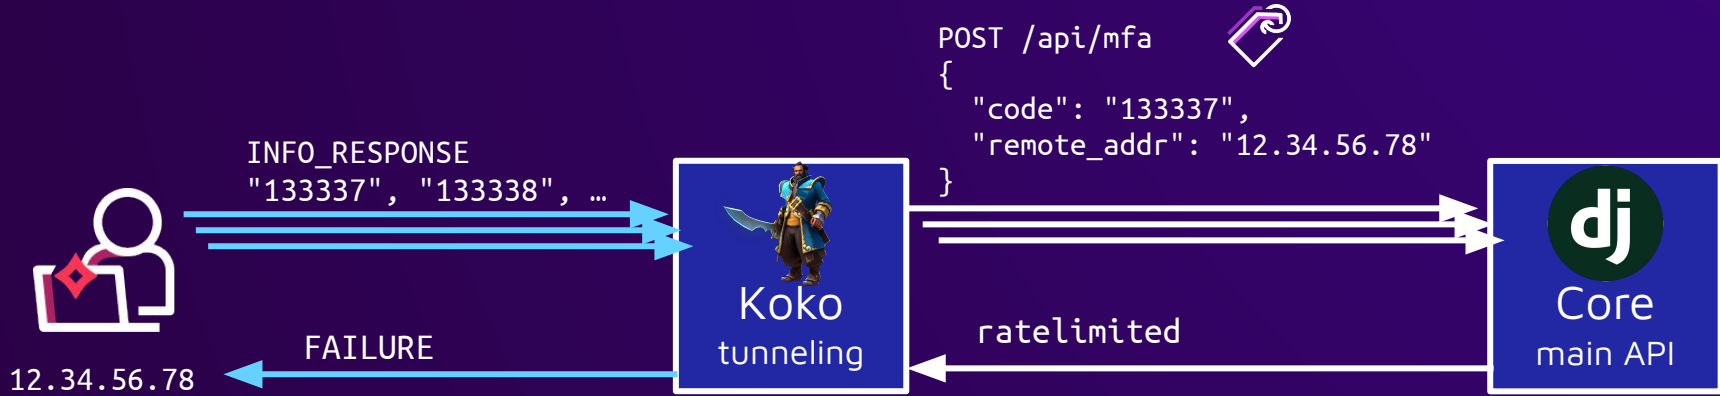 POST /api/mfa
{
"code": "133337",
"remote_addr": "12.34.56.78"
}
INFO_RESPONSE
"133337", "133338", …
Koko
tunneling
dj
Core
main API
ratelimited
FAILURE
12.34.56.78